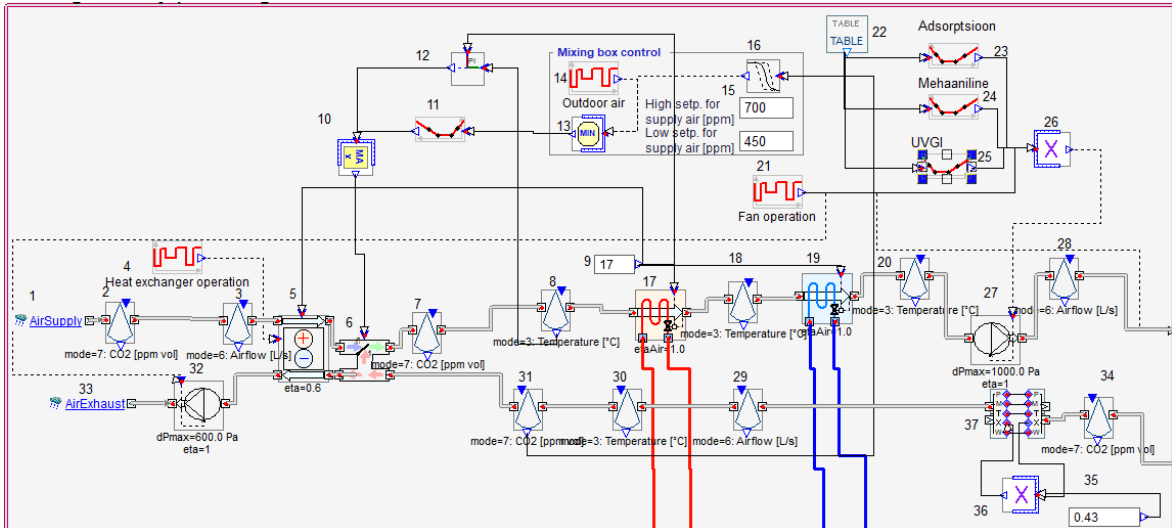 TABLE
TABLE
22
Adsorptsioon
23
Mehaaniline
24
UVGI
25
26
X
12
PI
Mixing box control
16
14
Outdoor air
15
High setp. for
supply air [ppm]
700
Low setp. for
supply air [ppm]
450
13
MIN
11
10
MA
x
21
Fan operation
4
Heat exchanger operation
1
AirSupply
2
mode=7: CO2 [ppm vol]
3
mode=6: Airflow [L/s]
5
eta=0.6
6
7
mode=7: CO2 [ppm vol]
8
mode=3: Temperature [°C]
9
17
17
etaAir=1.0
18
mode=3: Temperature [°C]
19
etaAir=1.0
20
mode=3: Temperature [°C]
27
dPmax=1000.0 Pa
eta=1
28
mode=6: Airflow [L/s]
33
AirExhaust
32
dPmax=600.0 Pa
eta=1
31
mode=7: CO2 [ppm vol]
30
mode=3: Temperature [°C]
29
mode=6: Airflow [L/s]
37
P
M
T
X
W
P
M
T
X
W
34
mode=7: CO2 [ppm vol]
36
X
35
0.43